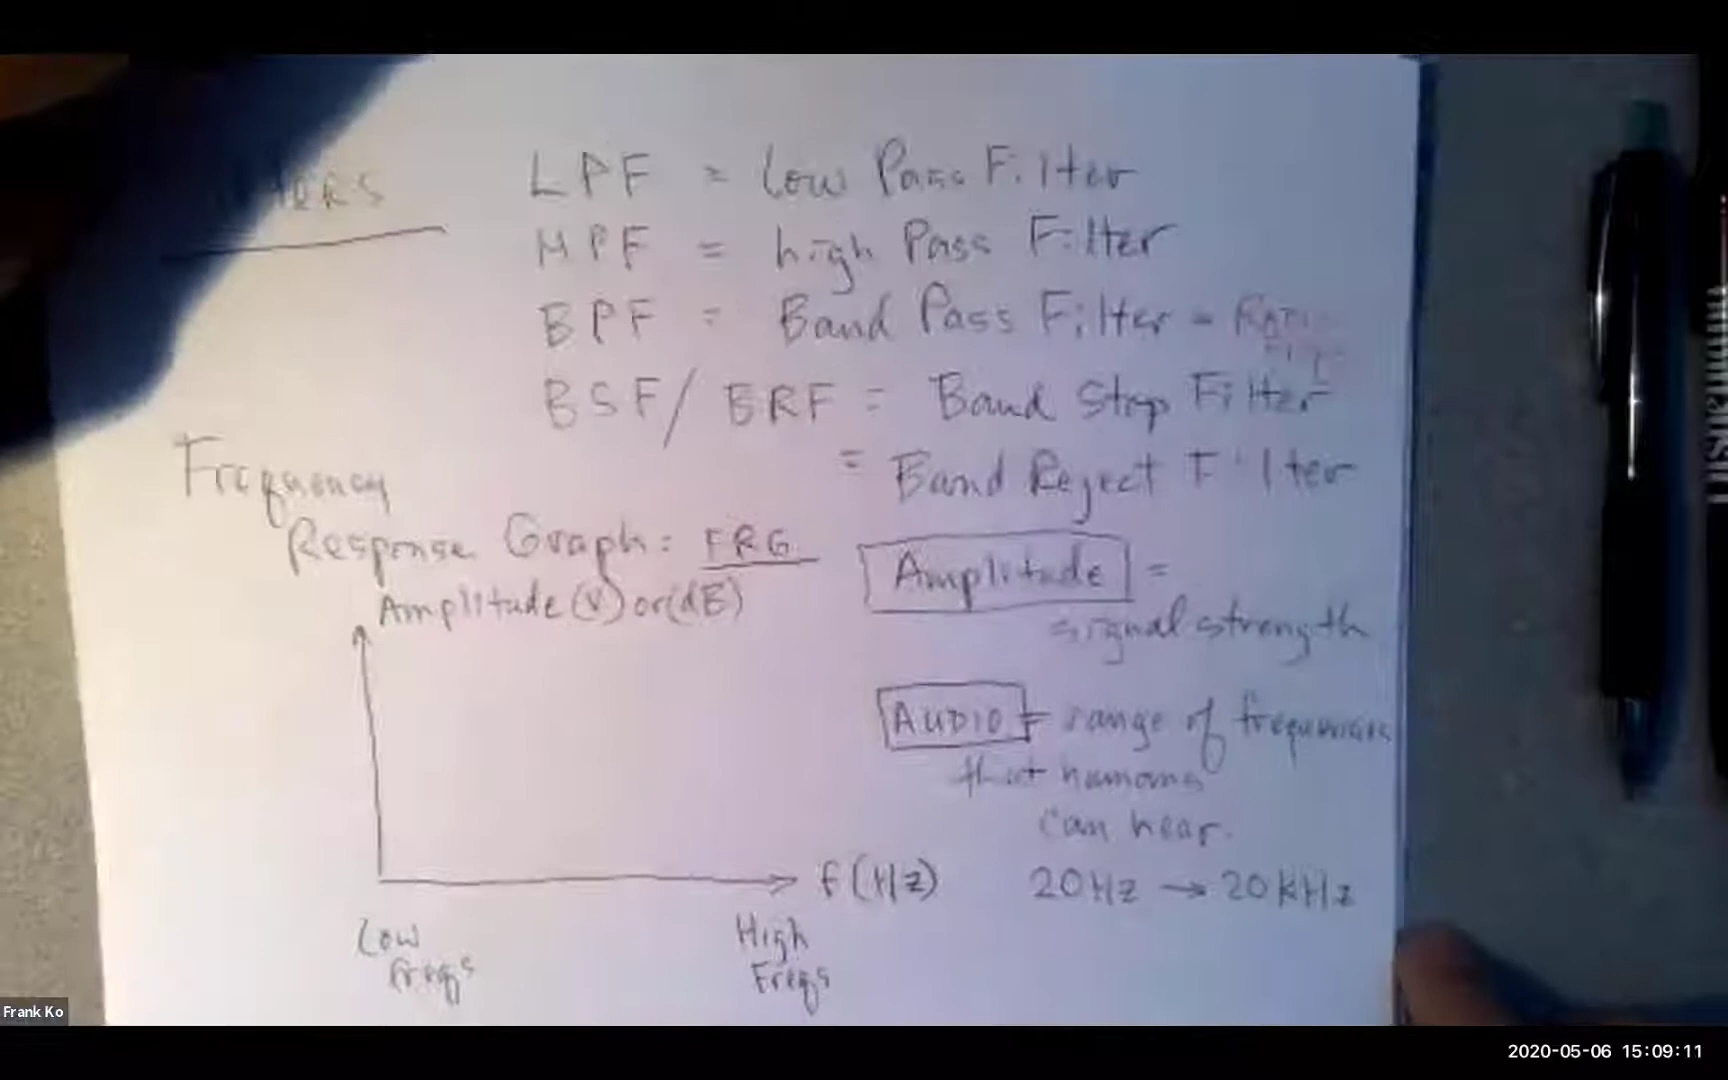 LPF = Low Pass Filter
HPF = high Pass Filter
BPF = Band Pass Filter -
BSF/ BRF = Band Stop Filter
= Band Reject Filter
Frequency
Response Graph: FRG
Amplitude (V) or (dB)
Amplitude =
signal strength
AUDIO = range of frequencies
that humans
can hear.
f (Hz)
20Hz → 20kHz
Low
freqs
High
Freqs
Frank Ko
2020-05-06 15:09:11